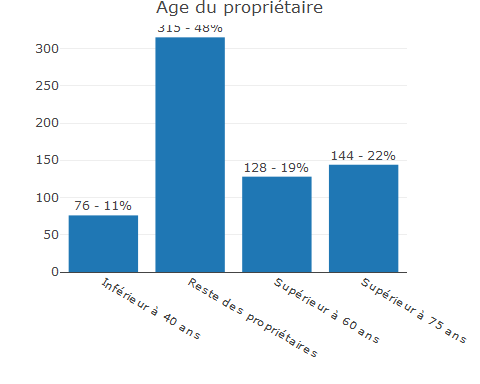 Age du propriétaire
315 - 48%
300
250
200
150
100
50
0
76 - 11%
128 - 19%
144 - 22%
Inférieur à 40 ans
Reste des propriétaires
Supérieur à 60 ans
Supérieur à 75 ans